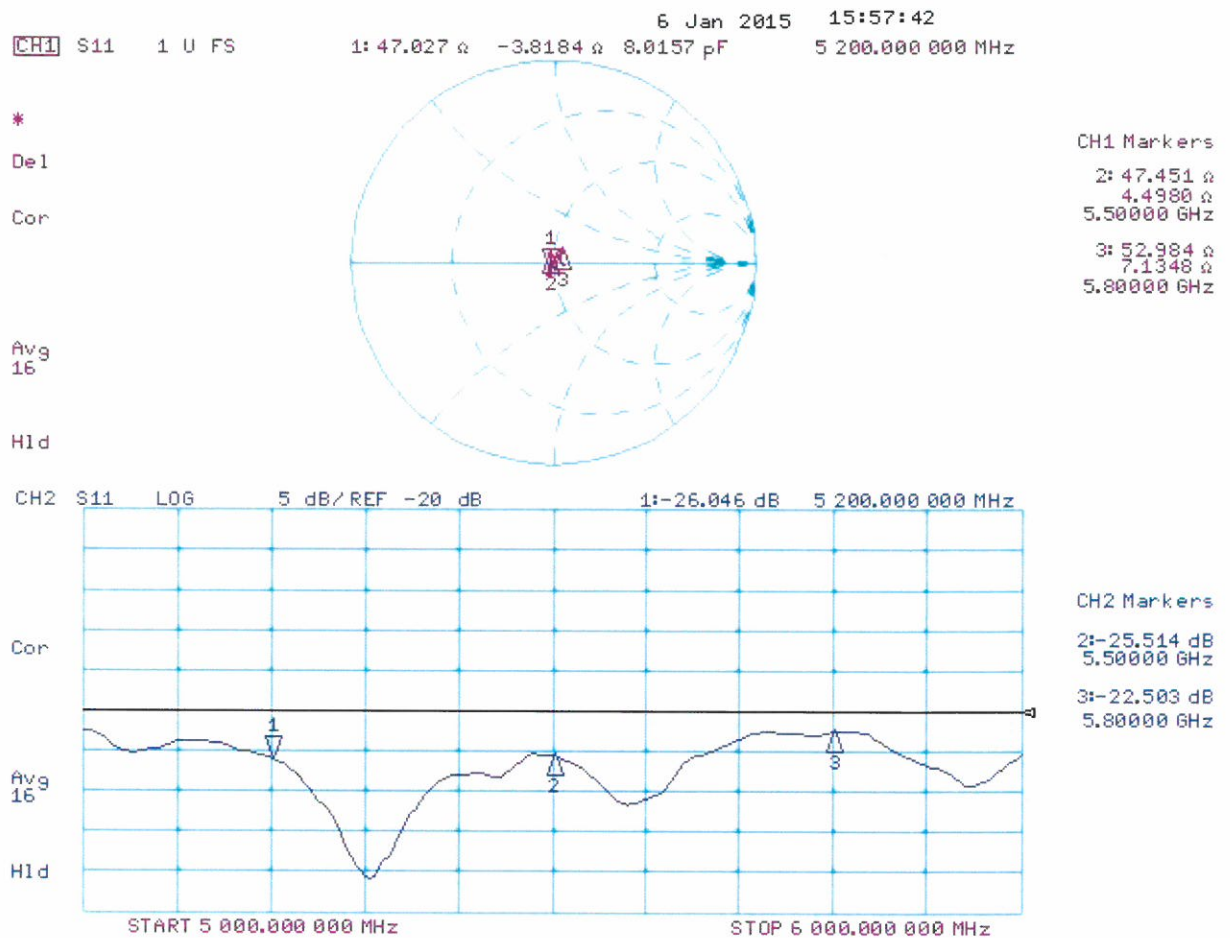 6 Jan 2015 15:57:42
CH1 S11 1 U FS 1: 47.027 Ω -3.8184 Ω 8.0157 pF 5 200.000 000 MHz
*
Del
Cor
Avg
16
Hld
CH1 Markers
2: 47.451 Ω
4.4980 Ω
5.50000 GHz
3: 52.984 Ω
7.1348 Ω
5.80000 GHz
1
2
3
CH2 S11 LOG 5 dB/REF -20 dB 1:-26.046 dB 5 200.000 000 MHz
Cor
Avg
16
Hld
1
2
3
CH2 Markers
2:-25.514 dB
5.50000 GHz
3:-22.503 dB
5.80000 GHz
START 5 000.000 000 MHz STOP 6 000.000 000 MHz